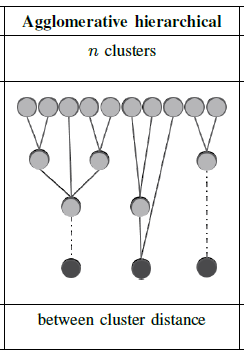 Agglomerative hierarchical
n clusters
between cluster distance